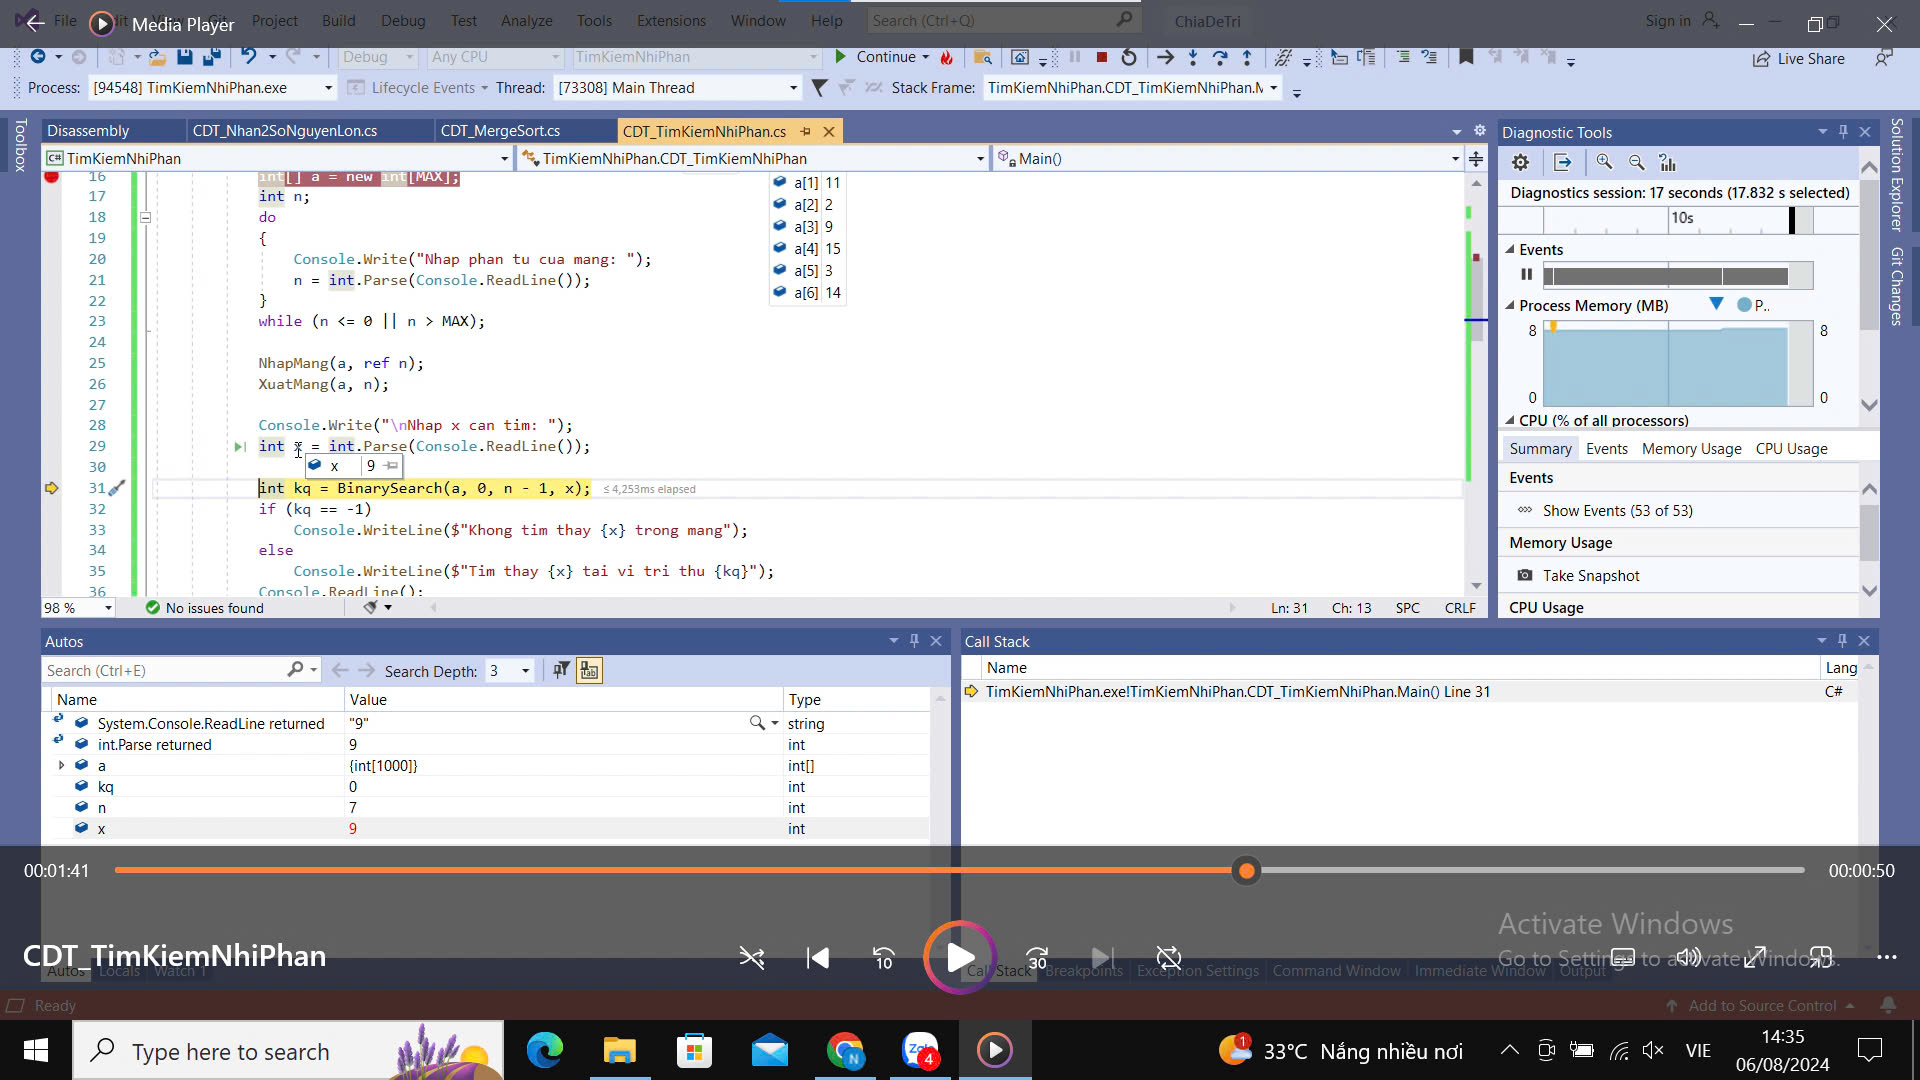 File Edit View Git Project Build Debug Test Analyze Tools Extensions Window Help Search (Ctrl+Q) ChiaDeTri Sign in
Media Player
Debug Any CPU TimKiemNhiPhan Continue Live Share
Process: [94548] TimKiemNhiPhan.exe Lifecycle Events Thread: [73308] Main Thread Stack Frame: TimKiemNhiPhan.CDT_TimKiemNhiPhan.M
Toolbox
Disassembly CDT_Nhan2SoNguyenLon.cs CDT_MergeSort.cs CDT_TimKiemNhiPhan.cs
TimKiemNhiPhan TimKiemNhiPhan.CDT_TimKiemNhiPhan Main()
16 int[] a = new int[MAX];
17 int n;
18 do
19 {
20 Console.Write("Nhap phan tu cua mang: ");
21 n = int.Parse(Console.ReadLine());
22 }
23 while (n <= 0 || n > MAX);
24
25 NhapMang(a, ref n);
26 XuatMang(a, n);
27
28 Console.Write("\nNhap x can tim: ");
29 int x = int.Parse(Console.ReadLine());
x 9
30
31 int kq = BinarySearch(a, 0, n - 1, x); ≤ 4,253ms elapsed
32 if (kq == -1)
33 Console.WriteLine($"Khong tim thay {x} trong mang");
34 else
35 Console.WriteLine($"Tim thay {x} tai vi tri thu {kq}");
36 Console.ReadLine();
a[1] 11
a[2] 2
a[3] 9
a[4] 15
a[5] 3
a[6] 14
98 % No issues found Ln: 31 Ch: 13 SPC CRLF
Diagnostic Tools
Diagnostics session: 17 seconds (17.832 s selected)
10s
Events
Process Memory (MB) P..
8 8
0 0
CPU (% of all processors)
Summary Events Memory Usage CPU Usage
Events
Show Events (53 of 53)
Memory Usage
Take Snapshot
CPU Usage
Solution Explorer
Git Changes
Autos
Search (Ctrl+E) Search Depth: 3
Name Value Type
System.Console.ReadLine returned "9" string
int.Parse returned 9 int
a {int[1000]} int[]
kq 0 int
n 7 int
x 9 int
Call Stack
Name Lang
TimKiemNhiPhan.exe!TimKiemNhiPhan.CDT_TimKiemNhiPhan.Main() Line 31 C#
00:01:41 00:00:50
CDT_TimKiemNhiPhan
10 30
Activate Windows
Go to Settings to activate Windows.
Autos Locals Watch 1
Call Stack Breakpoints Exception Settings Command Window Immediate Window Output
Ready Add to Source Control
Type here to search
Zalo 4
N
1
33°C Nắng nhiều nơi VIE
14:35
06/08/2024